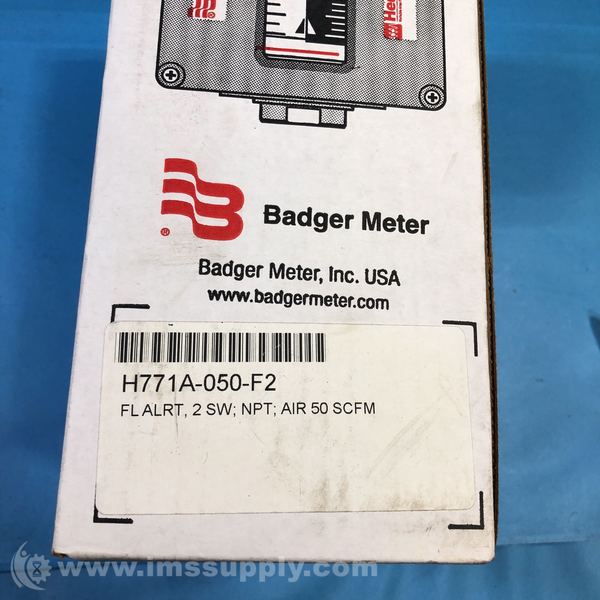 Badger Meter
Badger Meter, Inc. USA
www.badgermeter.com
H771A-050-F2
FL ALRT, 2 SW; NPT; AIR 50 SCFM
www.imssupply.com